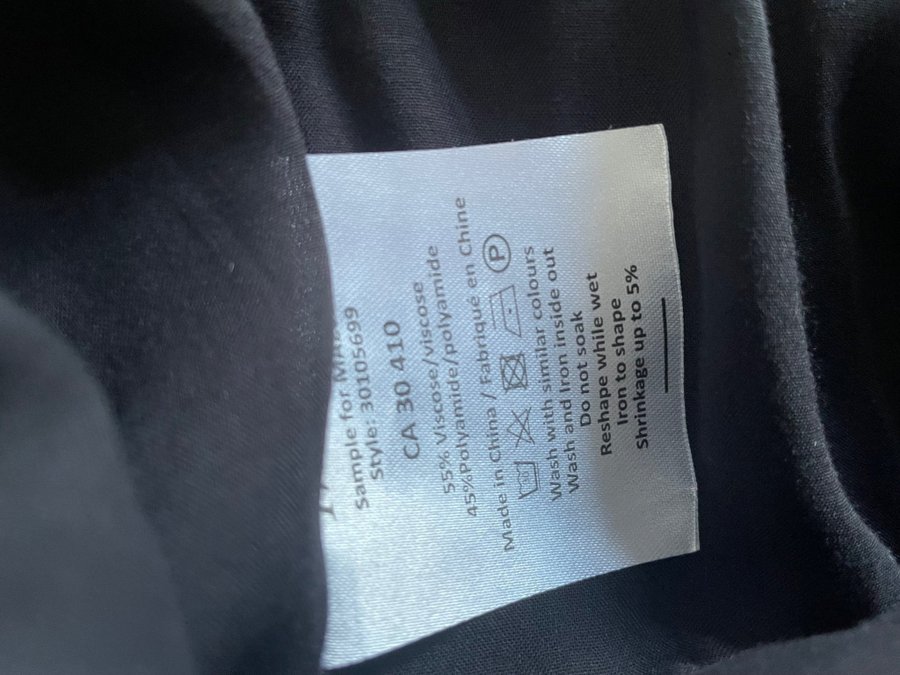 Sample for
Style: 30105699
CA 30 410
55% Viscose/viscose
45%Polyamide/polyamide
Made in China / Fabriqué en Chine
P
Wash with similar colours
Wash and Iron inside out
Do not soak
Reshape while wet
Iron to shape
Shrinkage up to 5%